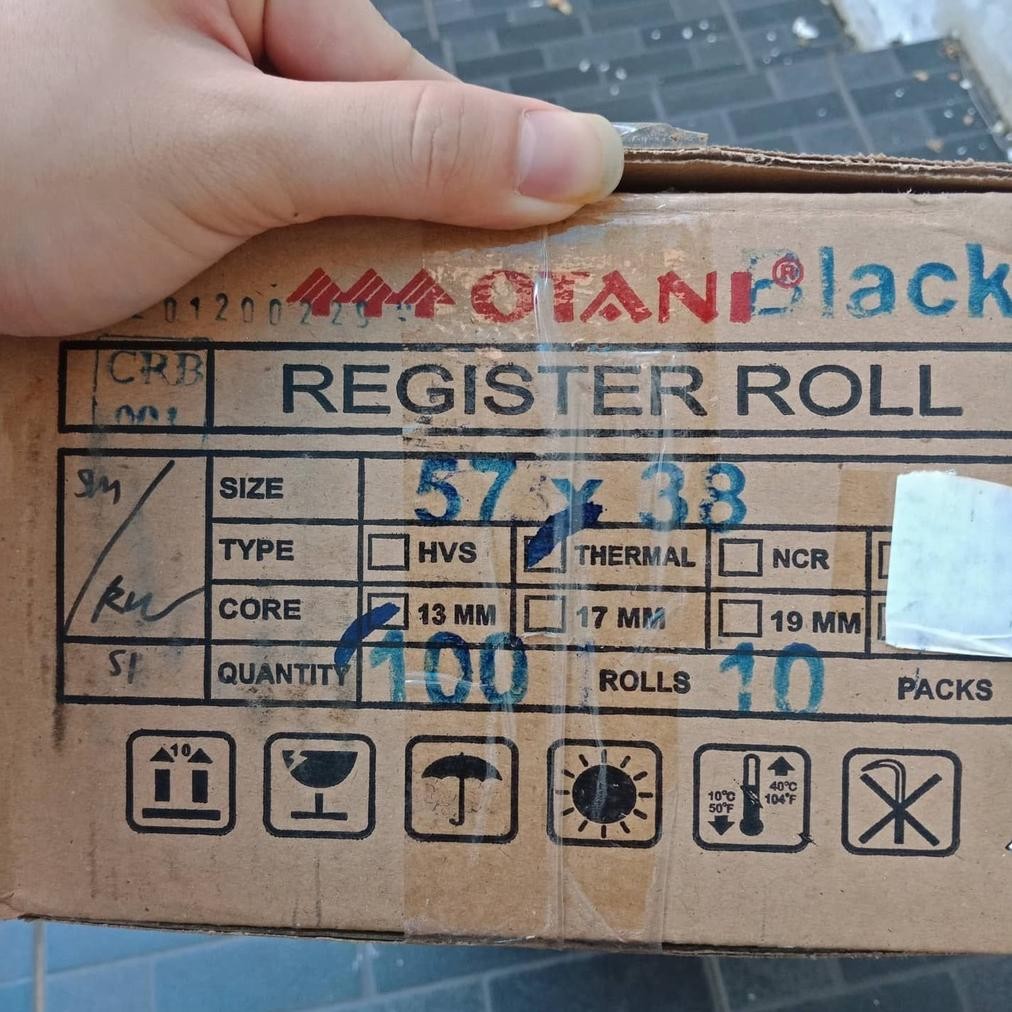 OTANI® Black
CRB
REGISTER ROLL
SIZE 57 x 38
TYPE HVS THERMAL NCR
CORE 13 MM 17 MM 19 MM
QUANTITY 100 ROLLS 10 PACKS
10
10°C
50°F
40°C
104°F